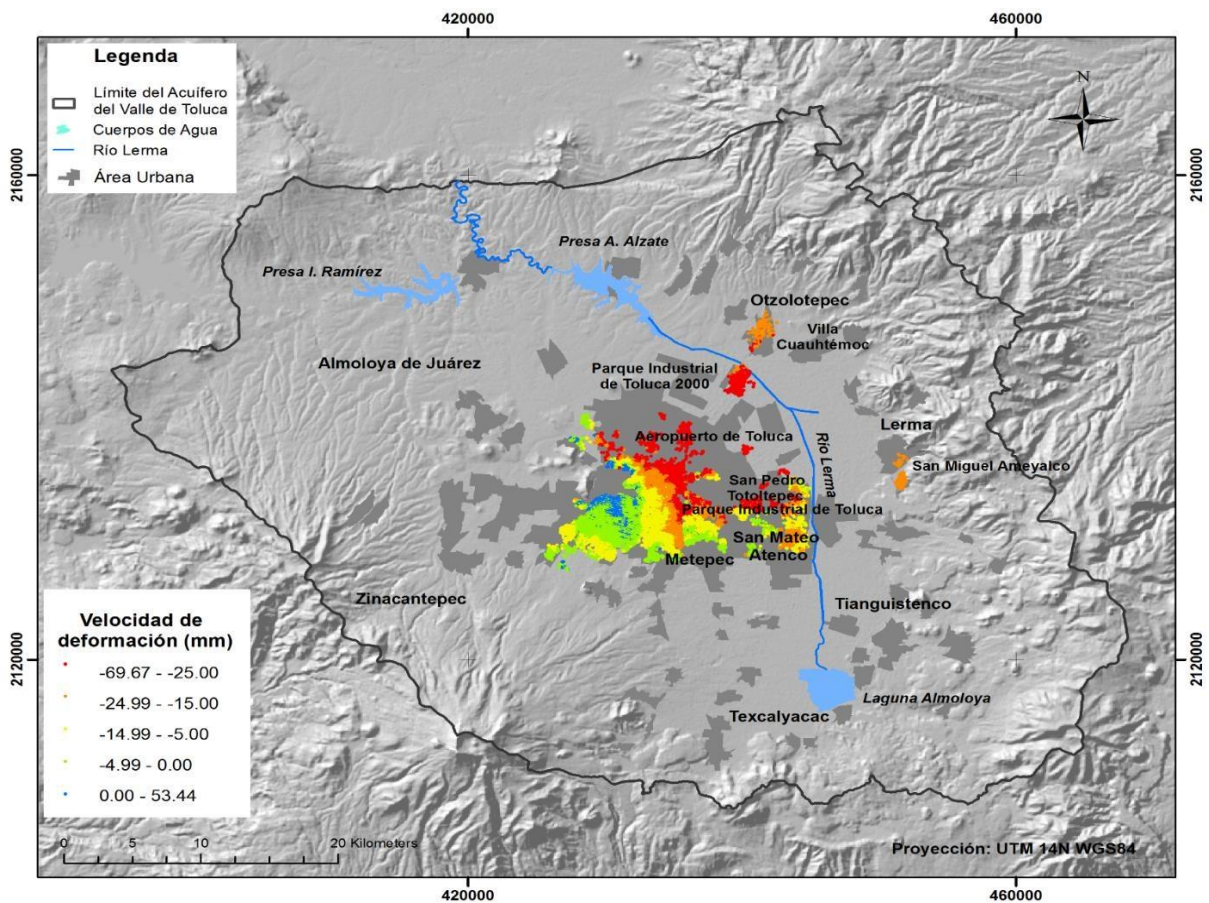 420000
460000
Legenda
Límite del Acuífero
del Valle de Toluca
Cuerpos de Agua
Río Lerma
Área Urbana
N
2160000
2160000
Presa A. Alzate
Presa I. Ramírez
Otzolotepec
Villa
Cuauhtémoc
Almoloya de Juárez
Parque Industrial
de Toluca 2000
Aeropuerto de Toluca
Lerma
San Miguel Ameyalco
Río Lerma
San Pedro
Totoltepec
Parque Industrial de Toluca
San Mateo
Atenco
Metepec
Zinacantepec
Tianguistenco
2120000
2120000
Laguna Almoloya
Texcalyacac
Velocidad de
deformación (mm)
-69.67 - -25.00
-24.99 - -15.00
-14.99 - -5.00
-4.99 - 0.00
0.00 - 53.44
0 5 10 20 Kilometers
Proyección: UTM 14N WGS84
420000
460000